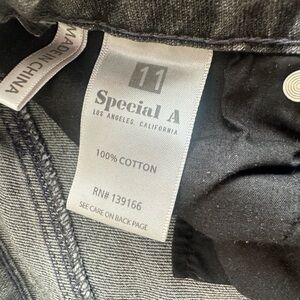 MADE IN CHINA
11
Special A
LOS ANGELES, CALIFORNIA
100% COTTON
RN# 139166
SEE CARE ON BACK PAGE